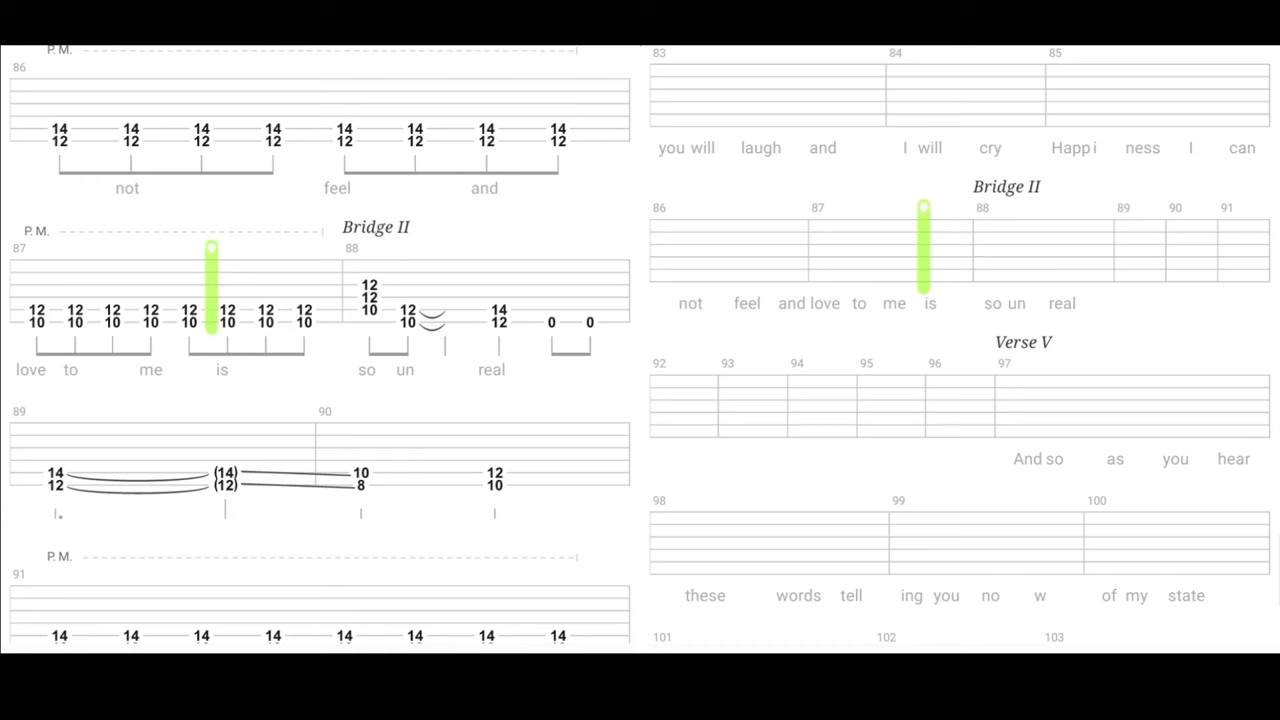 P. M.
86
14 14 14 14 14 14 14 14
12 12 12 12 12 12 12 12
not feel and
P. M. Bridge II
87 88
12
12
12 12 12 12 12 12 12 12 10 12 14
10 10 10 10 10 10 10 10 10 12 0 0
love to me is so un real
89 90
14 (14) 10 12
12 (12) 8 10
P. M.
91
14 14 14 14 14 14 14 14
83 84 85
you will laugh and I will cry Happi ness I can
Bridge II
86 87 88 89 90 91
not feel and love to me is so un real
Verse V
92 93 94 95 96 97
And so as you hear
98 99 100
these words tell ing you no w of my state
101 102 103